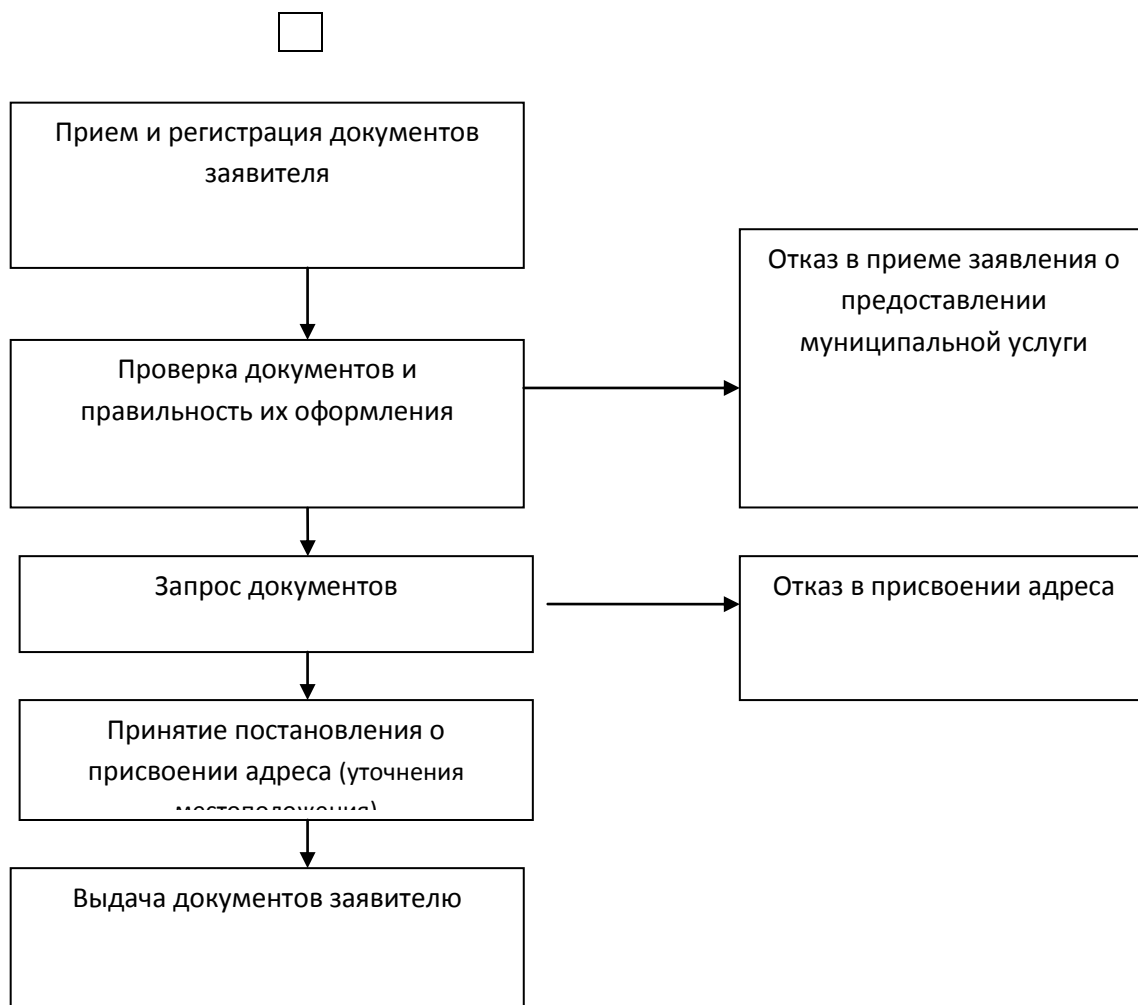 Прием и регистрация документов
заявителя
Отказ в приеме заявления о
предоставлении
муниципальной услуги
Проверка документов и
правильность их оформления
Запрос документов
Отказ в присвоении адреса
Принятие постановления о
присвоении адреса (уточнения
местоположения)
Выдача документов заявителю